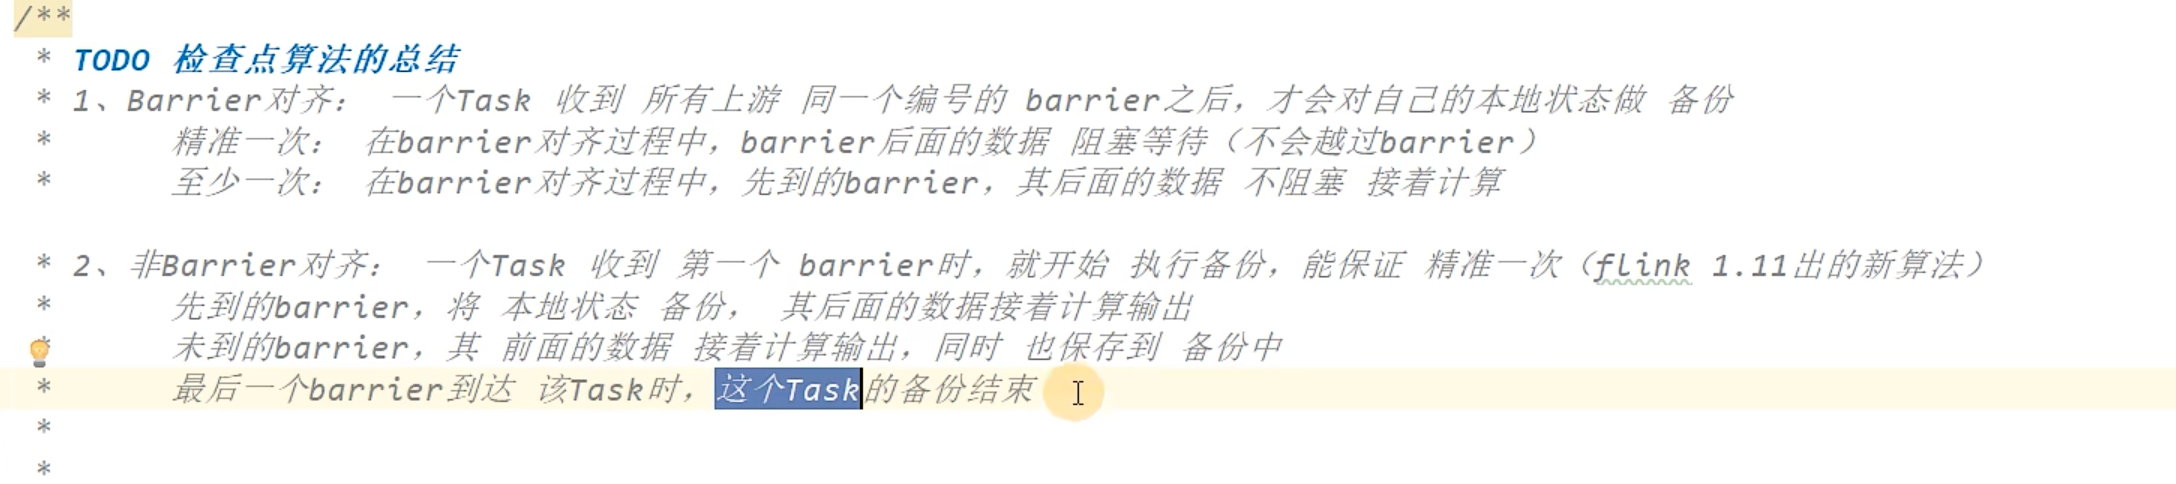 /**
* TODO 检查点算法的总结
* 1、Barrier对齐： 一个Task 收到 所有上游 同一个编号的 barrier之后，才会对自己的本地状态做 备份
* 精准一次： 在barrier对齐过程中，barrier后面的数据 阻塞等待（不会越过barrier）
* 至少一次： 在barrier对齐过程中，先到的barrier，其后面的数据 不阻塞 接着计算
* 2、非Barrier对齐： 一个Task 收到 第一个 barrier时，就开始 执行备份，能保证 精准一次（flink 1.11出的新算法）
* 先到的barrier，将 本地状态 备份， 其后面的数据接着计算输出
* 未到的barrier，其 前面的数据 接着计算输出，同时 也保存到 备份中
* 最后一个barrier到达 该Task时，这个Task的备份结束
*
*